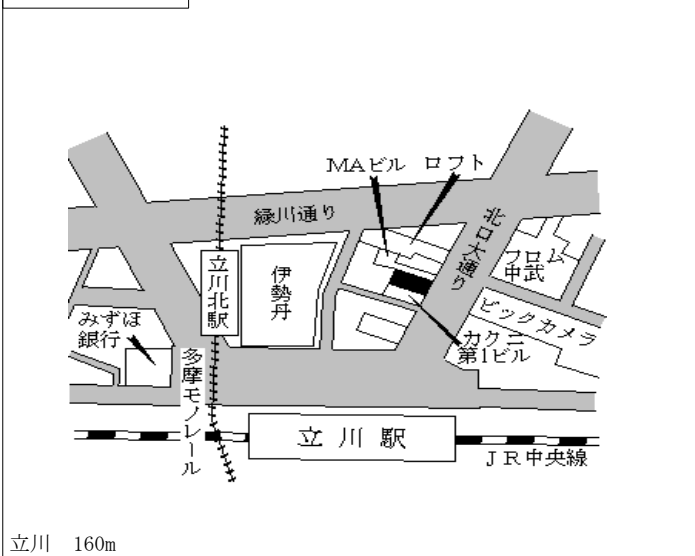 MAビル
ロフト
緑川通り
北口大通り
立川北駅
伊勢丹
フロム
中武
みずほ
銀行
ビックカメラ
カクニ
第1ビル
多摩モノレール
立川駅
JR中央線
立川 160m